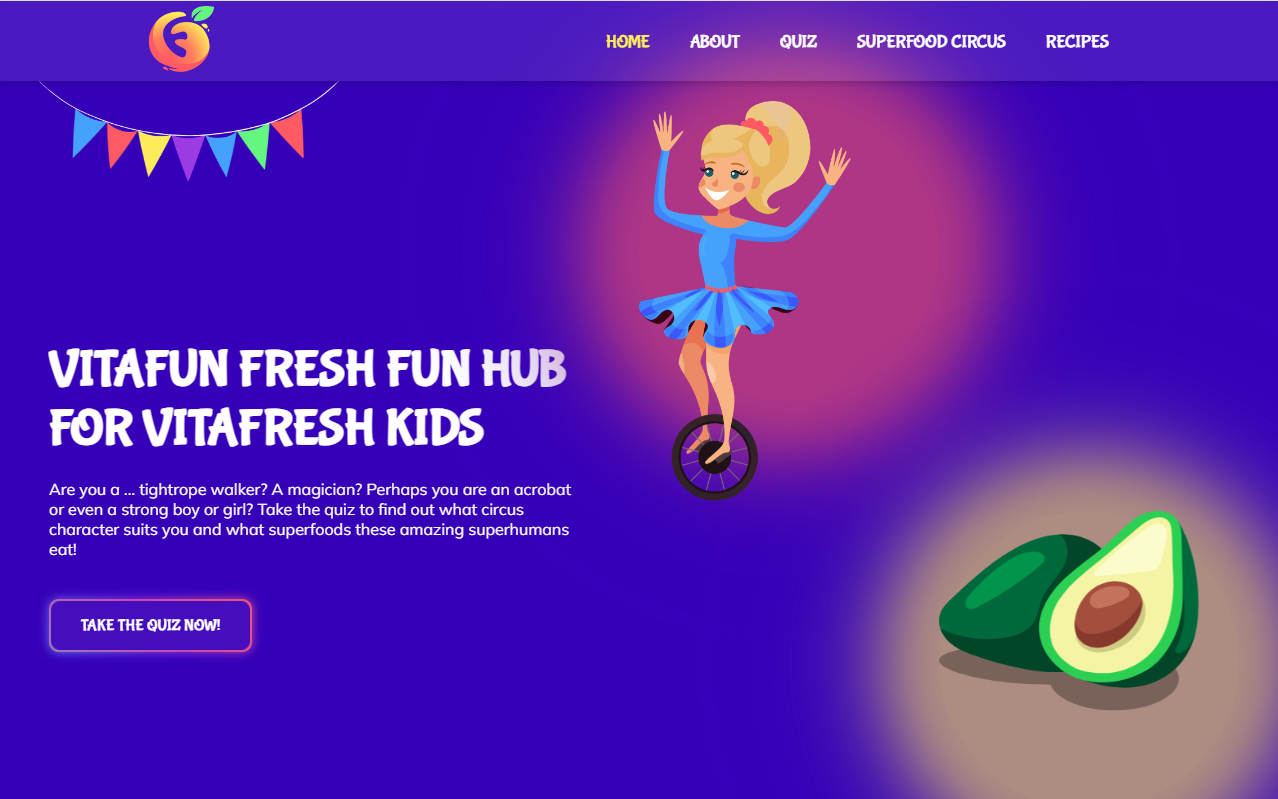 HOME ABOUT QUIZ SUPERFOOD CIRCUS RECIPES
VITAFUN FRESH FUN HUB
FOR VITAFRESH KIDS
Are you a ... tightrope walker? A magician? Perhaps you are an acrobat
or even a strong boy or girl? Take the quiz to find out what circus
character suits you and what superfoods these amazing superhumans
eat!
TAKE THE QUIZ NOW!